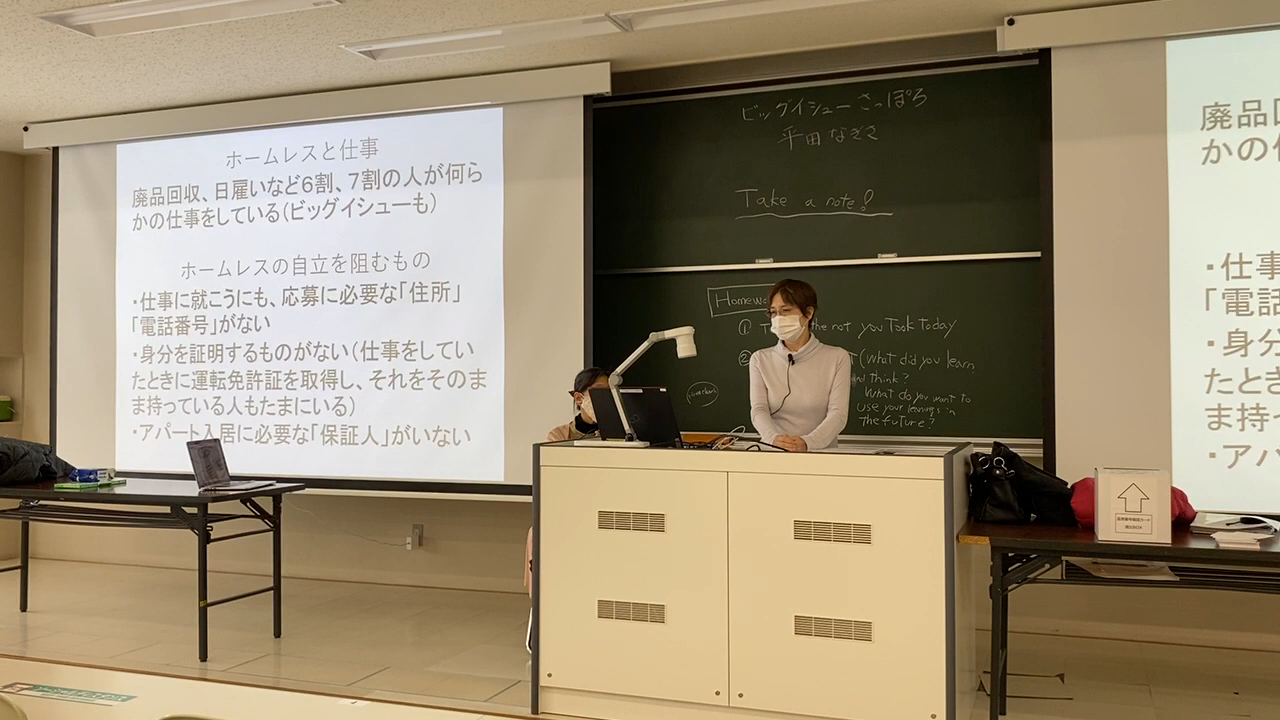 ホームレスと仕事
廃品回収、日雇いなど6割、7割の人が何ら
かの仕事をしている(ビッグイシューも)
ホームレスの自立を阻むもの
・仕事に就こうにも、応募に必要な「住所」
「電話番号」がない
・身分を証明するものがない(仕事をしてい
たときに運転免許証を取得し、それをそのま
ま持っている人もたまにいる)
・アパート入居に必要な「保証人」がいない
ビッグイシューさっぽろ
平田なぎさ
Take a note!
Homew
① T the not you Took Today
② (What did you learn
nd think?
What do you want to
use your learnings in
the future?
廃品
かの仕
・仕事
「電話
・身分
たとき
ま持っ
・アパ